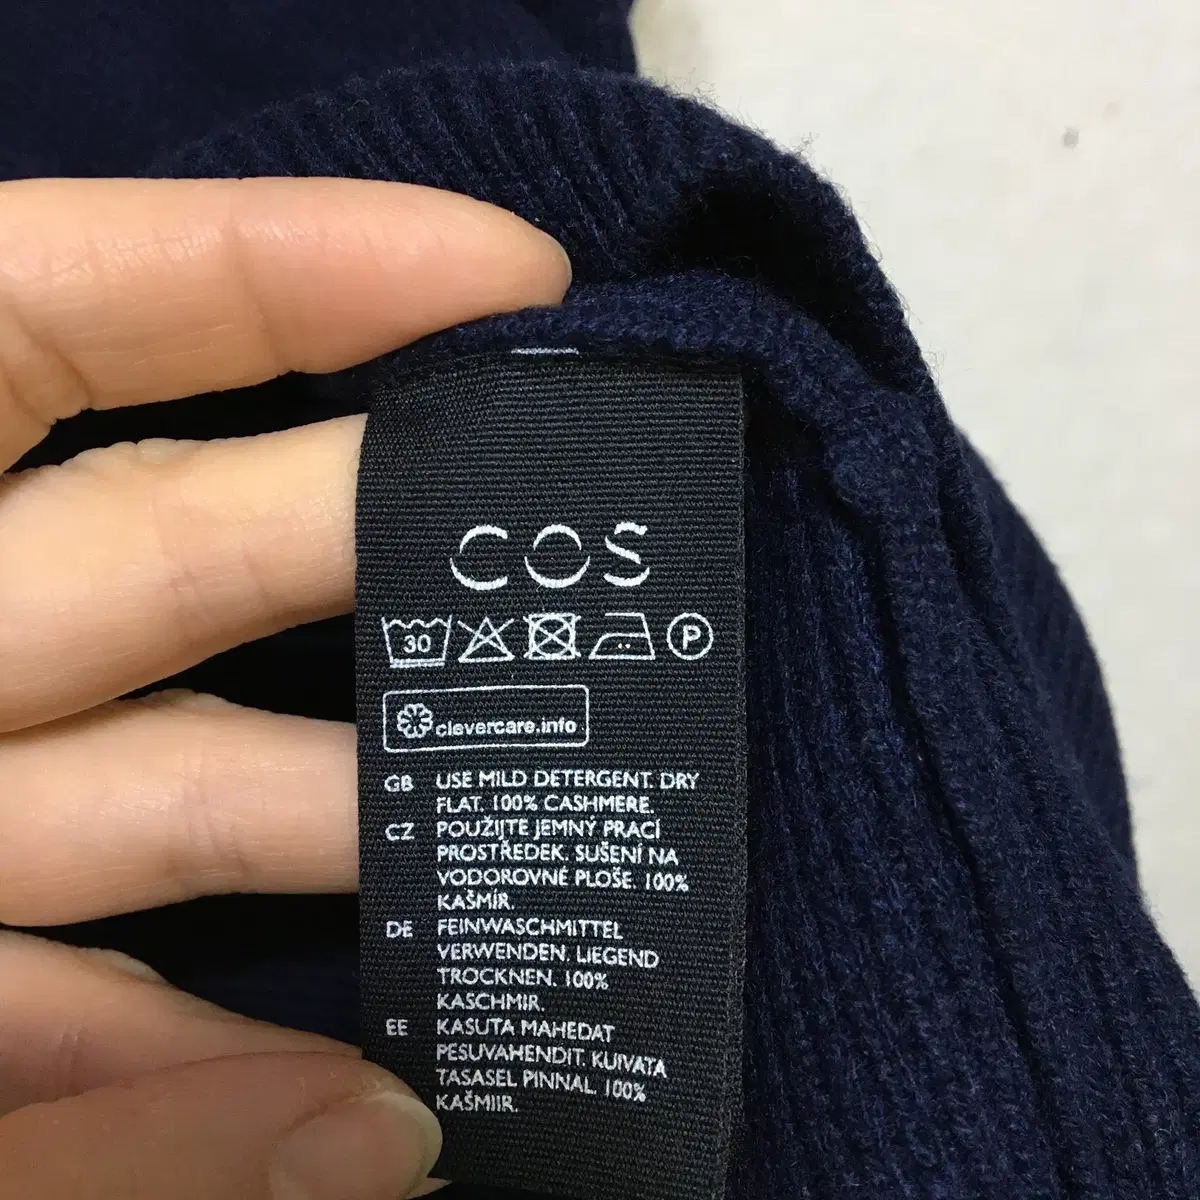 COS
30
P
clevercare.info
GB USE MILD DETERGENT. DRY
FLAT. 100% CASHMERE.
CZ POUŽIJTE JEMNÝ PRACÍ
PROSTŘEDEK. SUŠENÍ NA
VODOROVNÉ PLOŠE. 100%
KAŠMÍR.
DE FEINWASCHMITTEL
VERWENDEN. LIEGEND
TROCKNEN. 100%
KASCHMIR.
EE KASUTA MAHEDAT
PESUVAHENDIT. KUIVATA
TASASEL PINNAL. 100%
KAŠMIIR.